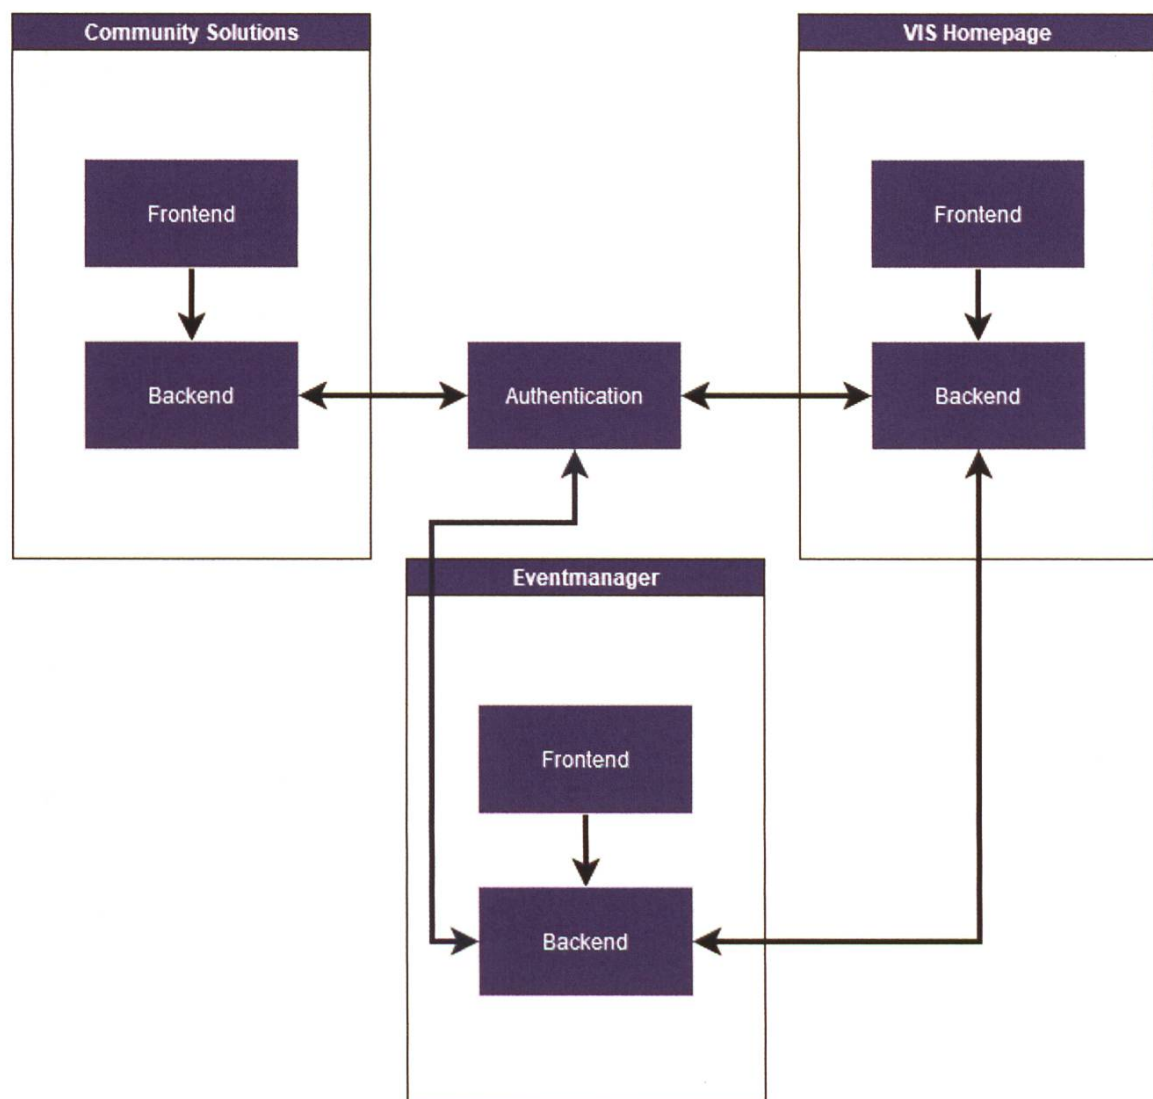 Community Solutions
VIS Homepage
Frontend
Frontend
Backend
Authentication
Backend
Eventmanager
Frontend
Backend